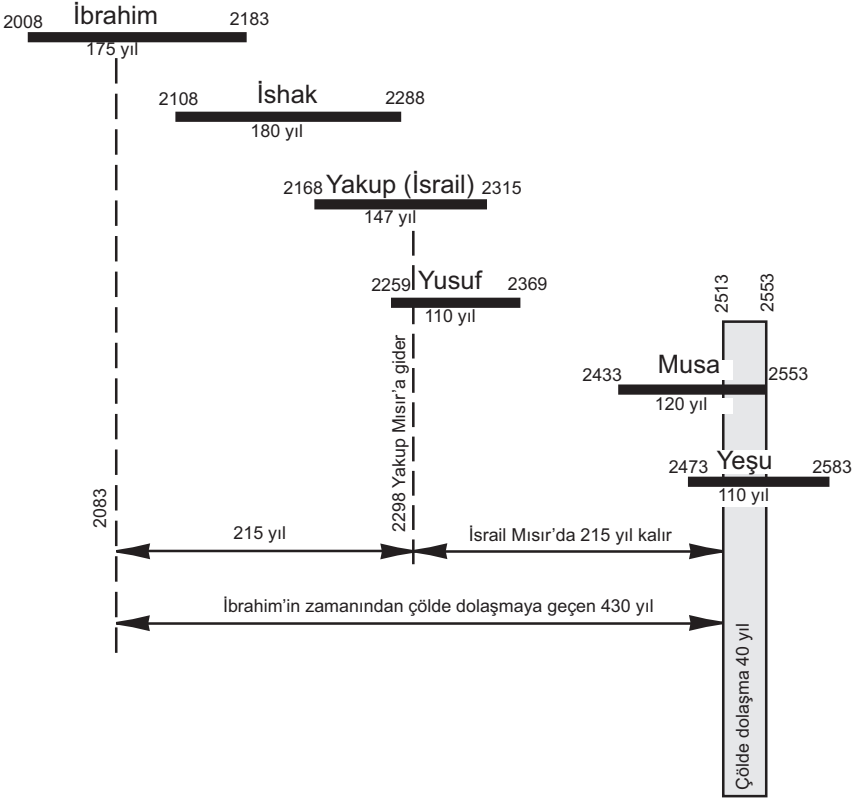 İbrahim
2008 2183
175 yıl
İshak
2108 2288
180 yıl
Yakup (İsrail)
2168 2315
147 yıl
Yusuf
2259 2369
110 yıl
2513 2553
Musa
2433 2553
120 yıl
Yeşu
2473 2583
110 yıl
2083
2298 Yakup Mısır'a gider
215 yıl
İsrail Mısır'da 215 yıl kalır
İbrahim'in zamanından çölde dolaşmaya geçen 430 yıl
Çölde dolaşma 40 yıl